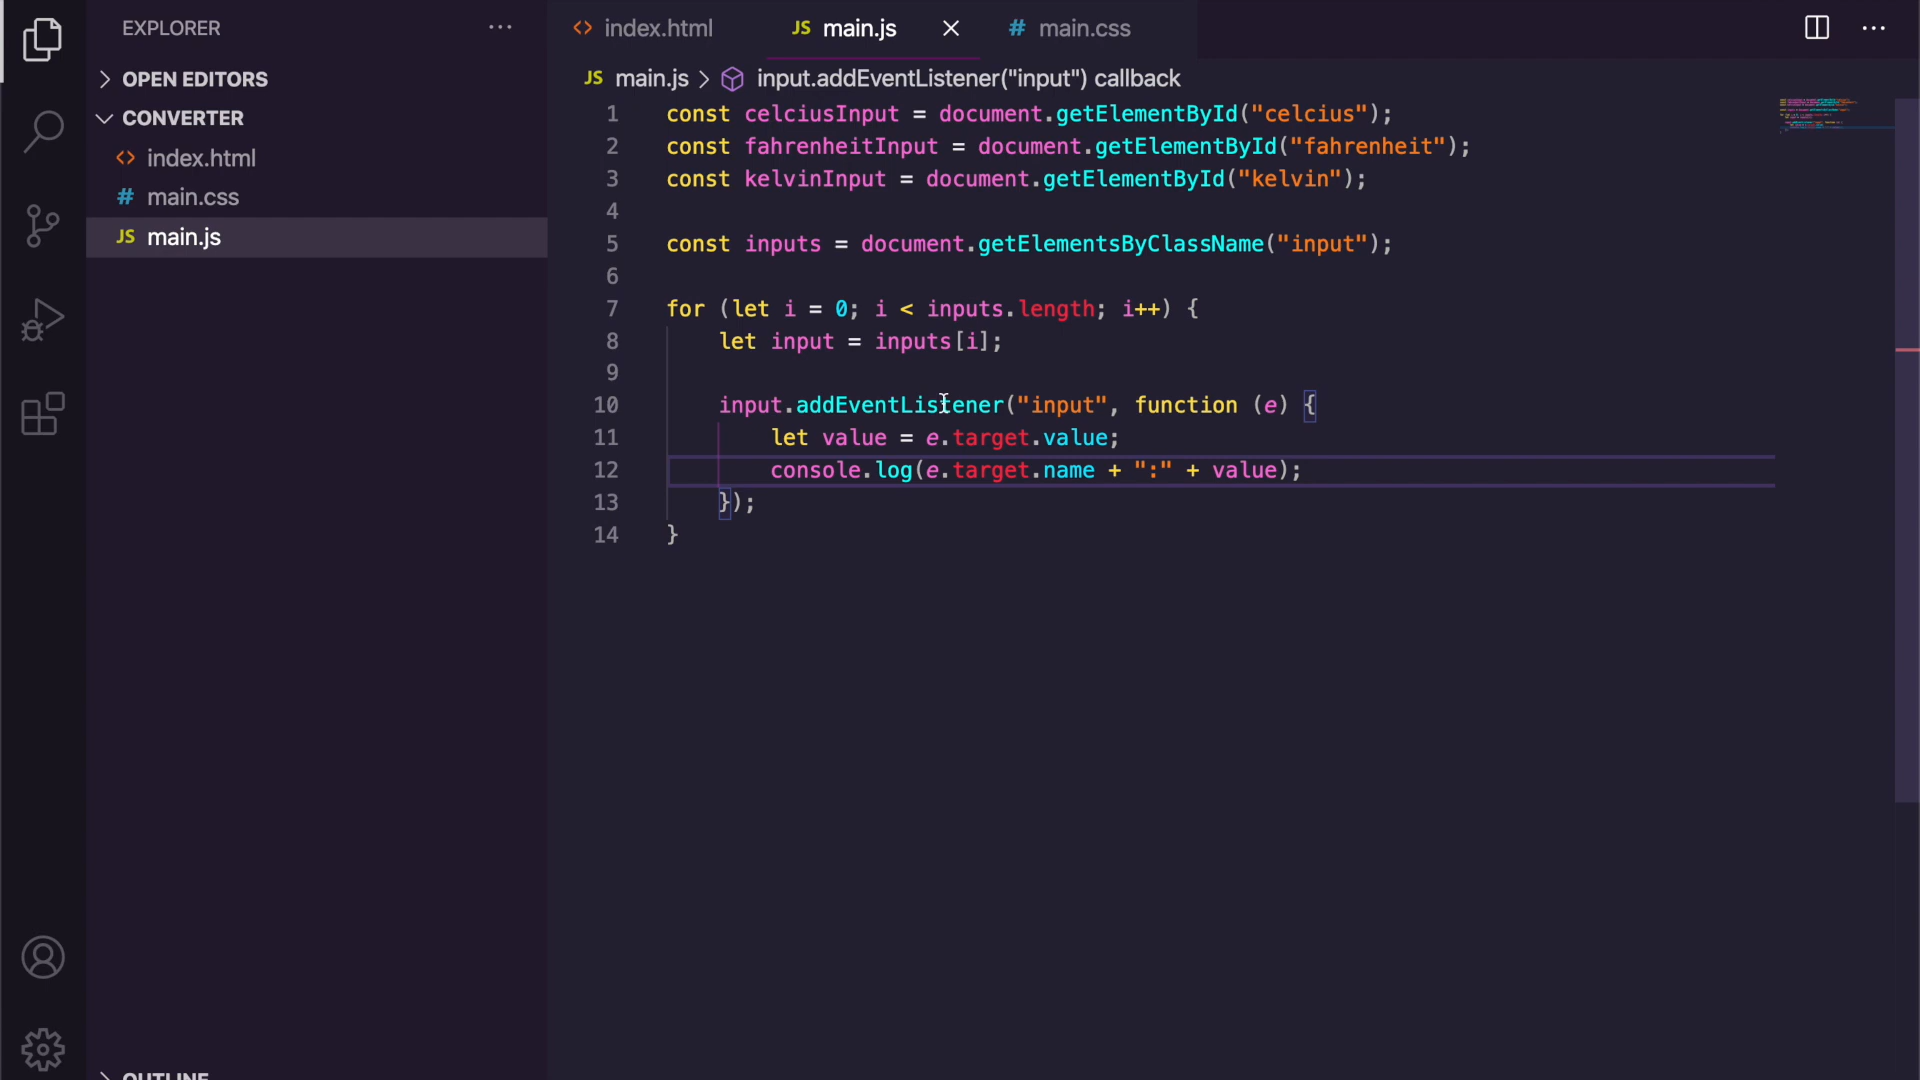 EXPLORER
OPEN EDITORS
CONVERTER
<> index.html
# main.css
JS main.js
OUTLINE
<> index.html
JS main.js
# main.css
JS main.js > input.addEventListener("input") callback
1 const celciusInput = document.getElementById("celcius");
2 const fahrenheitInput = document.getElementById("fahrenheit");
3 const kelvinInput = document.getElementById("kelvin");
4
5 const inputs = document.getElementsByClassName("input");
6
7 for (let i = 0; i < inputs.length; i++) {
8     let input = inputs[i];
9
10     input.addEventListener("input", function (e) {
11         let value = e.target.value;
12         console.log(e.target.name + ":" + value);
13     });
14 }